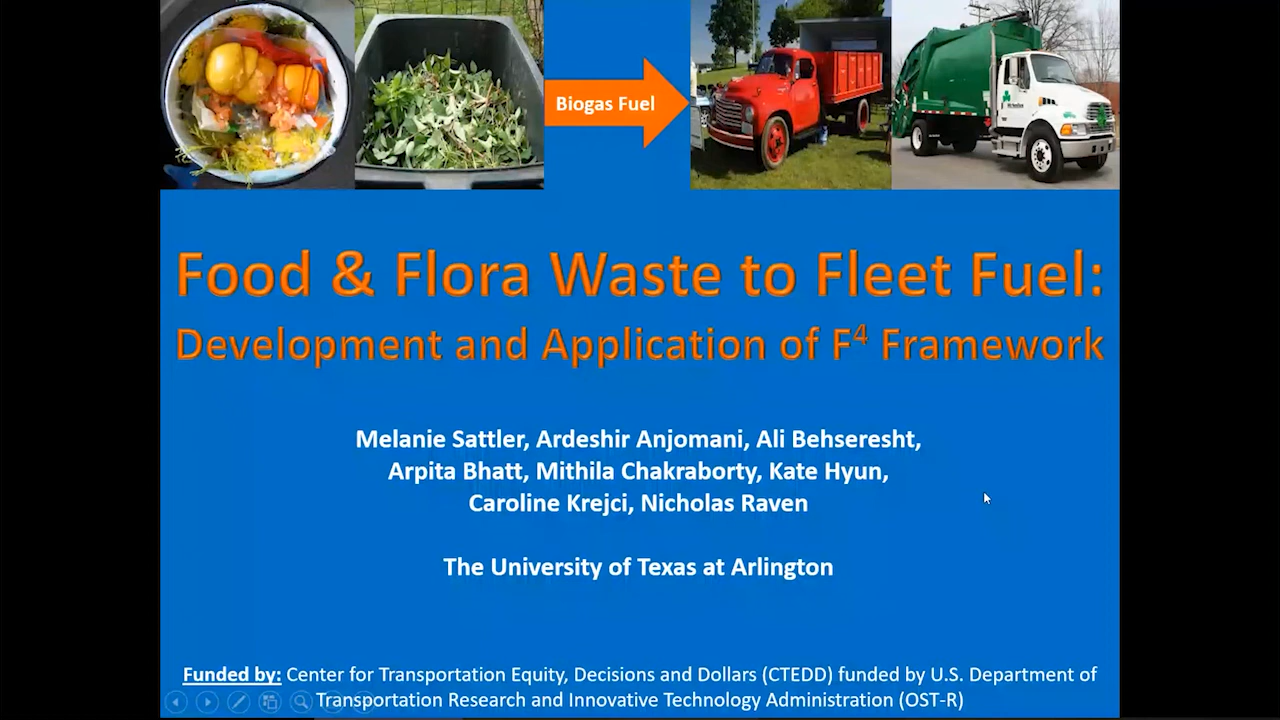 Biogas Fuel
Food & Flora Waste to Fleet Fuel:
Development and Application of F⁴ Framework
Melanie Sattler, Ardeshir Anjomani, Ali Behseresht,
Arpita Bhatt, Mithila Chakraborty, Kate Hyun,
Caroline Krejci, Nicholas Raven
The University of Texas at Arlington
Funded by: Center for Transportation Equity, Decisions and Dollars (CTEDD) funded by U.S. Department of
Transportation Research and Innovative Technology Administration (OST-R)